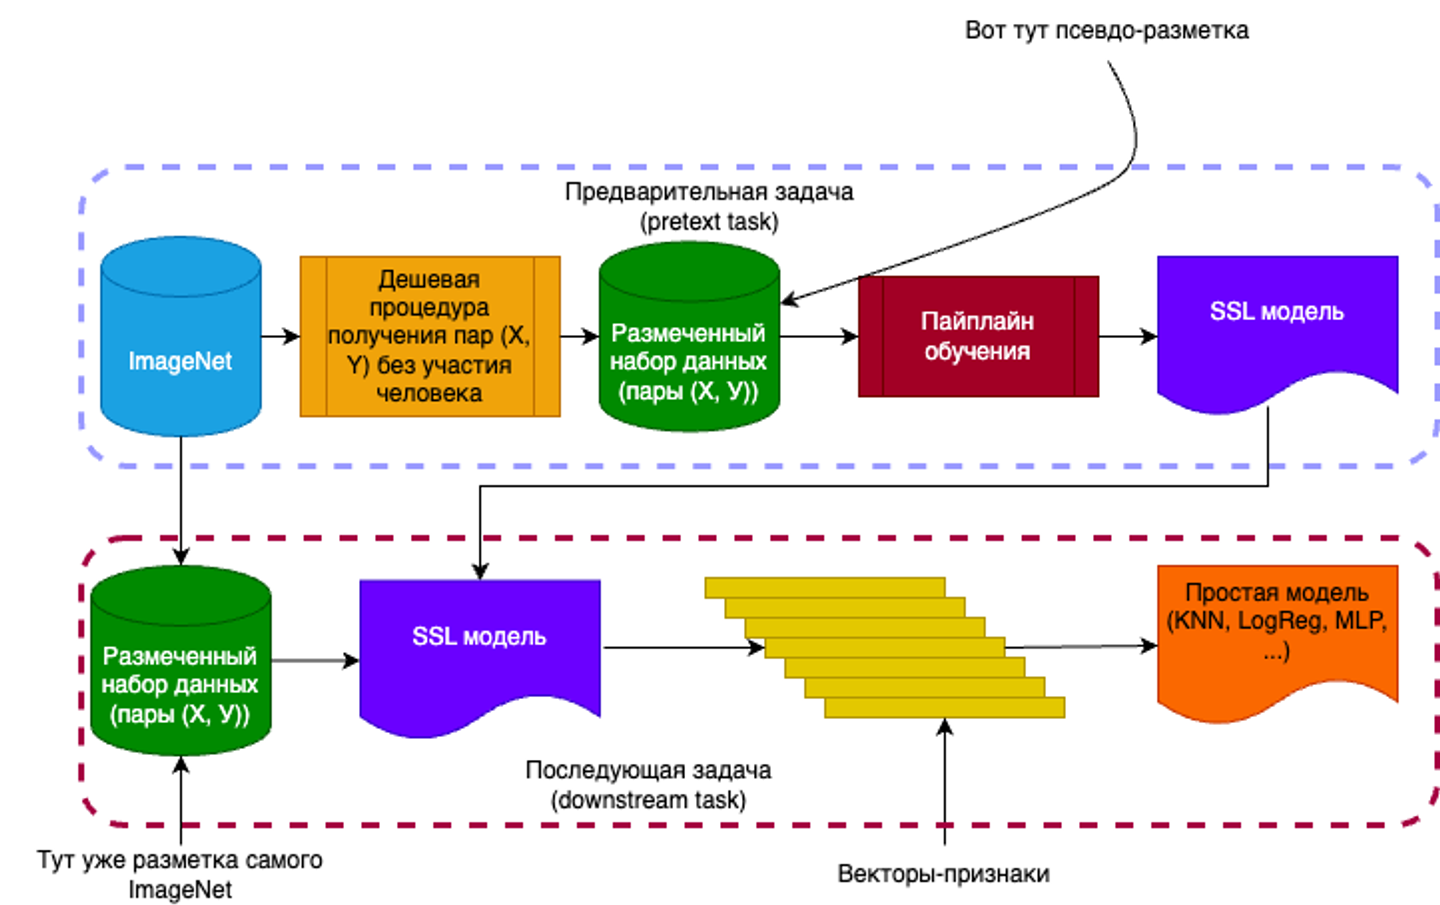 Вот тут псевдо-разметка
Предварительная задача
(pretext task)
ImageNet
Дешевая
процедура
получения пар (X,
Y) без участия
человека
Размеченный
набор данных
(пары (X, У))
Пайплайн
обучения
SSL модель
Размеченный
набор данных
(пары (X, У))
SSL модель
Простая модель
(KNN, LogReg, MLP,
...)
Последующая задача
(downstream task)
Тут уже разметка самого
ImageNet
Векторы-признаки